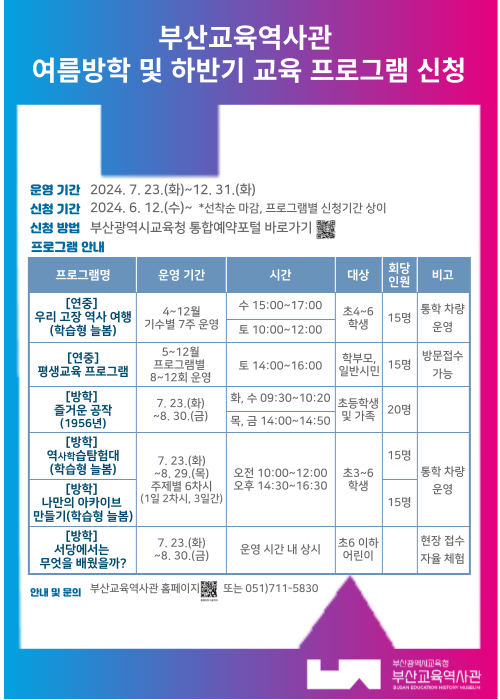 부산교육역사관
여름방학 및 하반기 교육 프로그램 신청
운영 기간 2024. 7. 23.(화)~12. 31.(화)
신청 기간 2024. 6. 12.(수)~ *선착순 마감, 프로그램별 신청기간 상이
신청 방법 부산광역시교육청 통합예약포털 바로가기
프로그램 안내
프로그램명 운영 기간 시간 대상 회당 인원 비고
[연중]
우리 고장 역사 여행
(학습형 늘봄)
4~12월
기수별 7주 운영
수 15:00~17:00
토 10:00~12:00
초4~6
학생
15명
통학 차량
운영
[연중]
평생교육 프로그램
5~12월
프로그램별
8~12회 운영
토 14:00~16:00
학부모,
일반시민
15명
방문접수
가능
[방학]
즐거운 공작
(1956년)
7. 23.(화)
~8. 30.(금)
화, 수 09:30~10:20
목, 금 14:00~14:50
초등학생
및 가족
20명
[방학]
역사학습탐험대
(학습형 늘봄)
[방학]
나만의 아카이브
만들기(학습형 늘봄)
7. 23.(화)
~8. 29.(목)
주제별 6차시
(1일 2차시, 3일간)
오전 10:00~12:00
오후 14:30~16:30
초3~6
학생
15명
15명
통학 차량
운영
[방학]
서당에서는
무엇을 배웠을까?
7. 23.(화)
~8. 30.(금)
운영 시간 내 상시
초6 이하
어린이
현장 접수
자율 체험
안내 및 문의 부산교육역사관 홈페이지 또는 051)711-5830
부산광역시교육청
부산교육역사관
BUSAN EDUCATION HISTORY MUSEUM